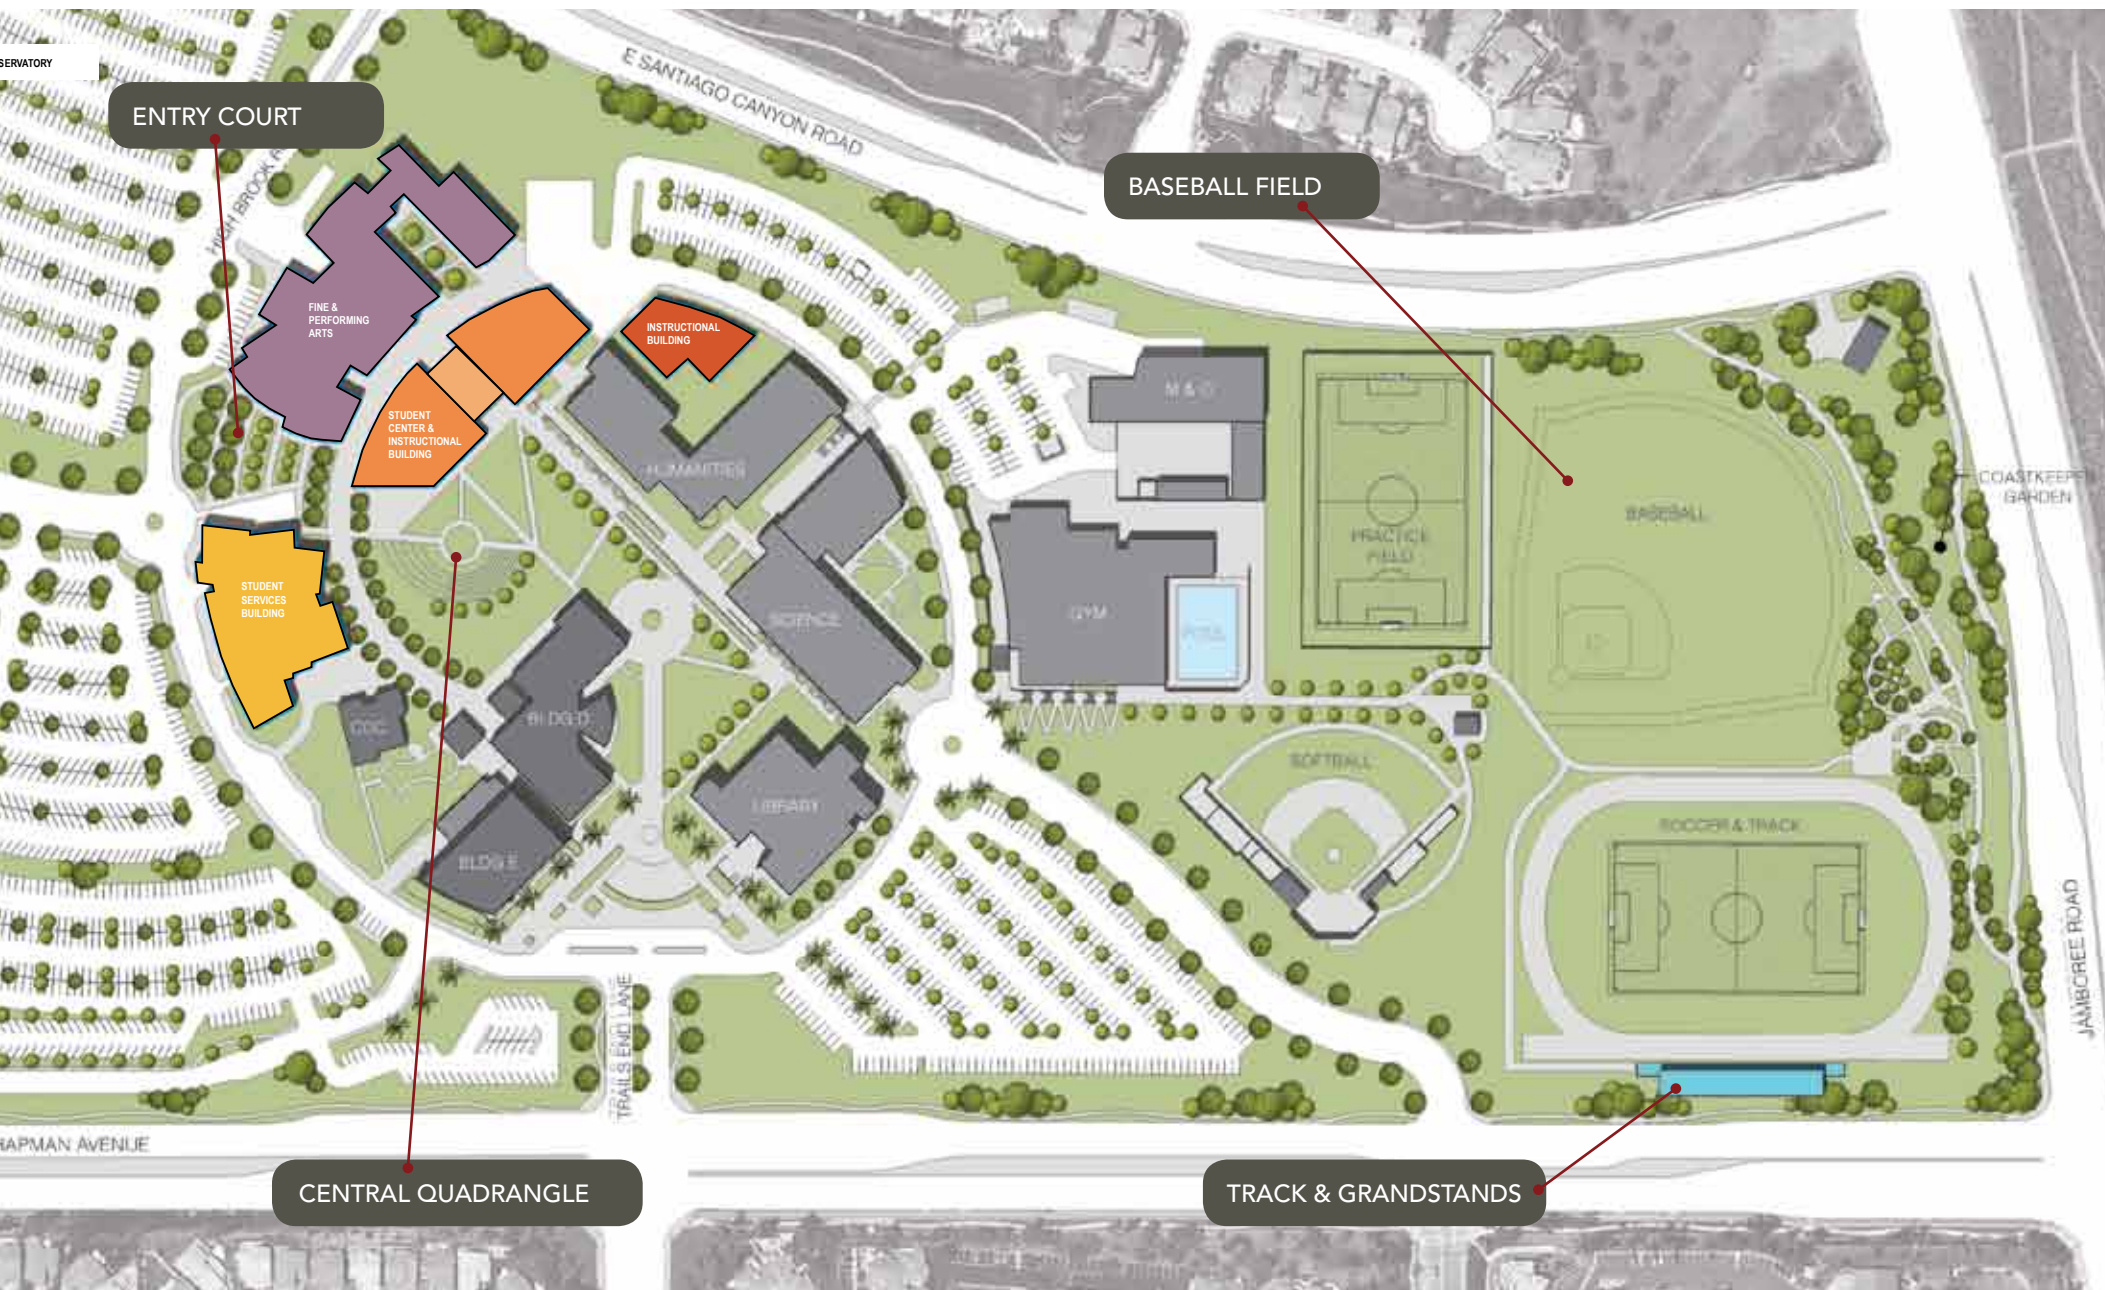 SERVATORY
ENTRY COURT
E SANTIAGO CANYON ROAD
BASEBALL FIELD
FINE &
PERFORMING
ARTS
INSTRUCTIONAL
BUILDING
STUDENT
CENTER &
INSTRUCTIONAL
BUILDING
M & O
HUMANITIES
COASTKEEPER
GARDEN
BASEBALL
PRACTICE
FIELD
STUDENT
SERVICES
BUILDING
SCIENCE
GYM
POOL
CDC
BLDG D
SOFTBALL
LIBRARY
SOCCER & TRACK
BLDG E
JAMBOREE ROAD
TRAILS END LANE
HAPMAN AVENUE
CENTRAL QUADRANGLE
TRACK & GRANDSTANDS